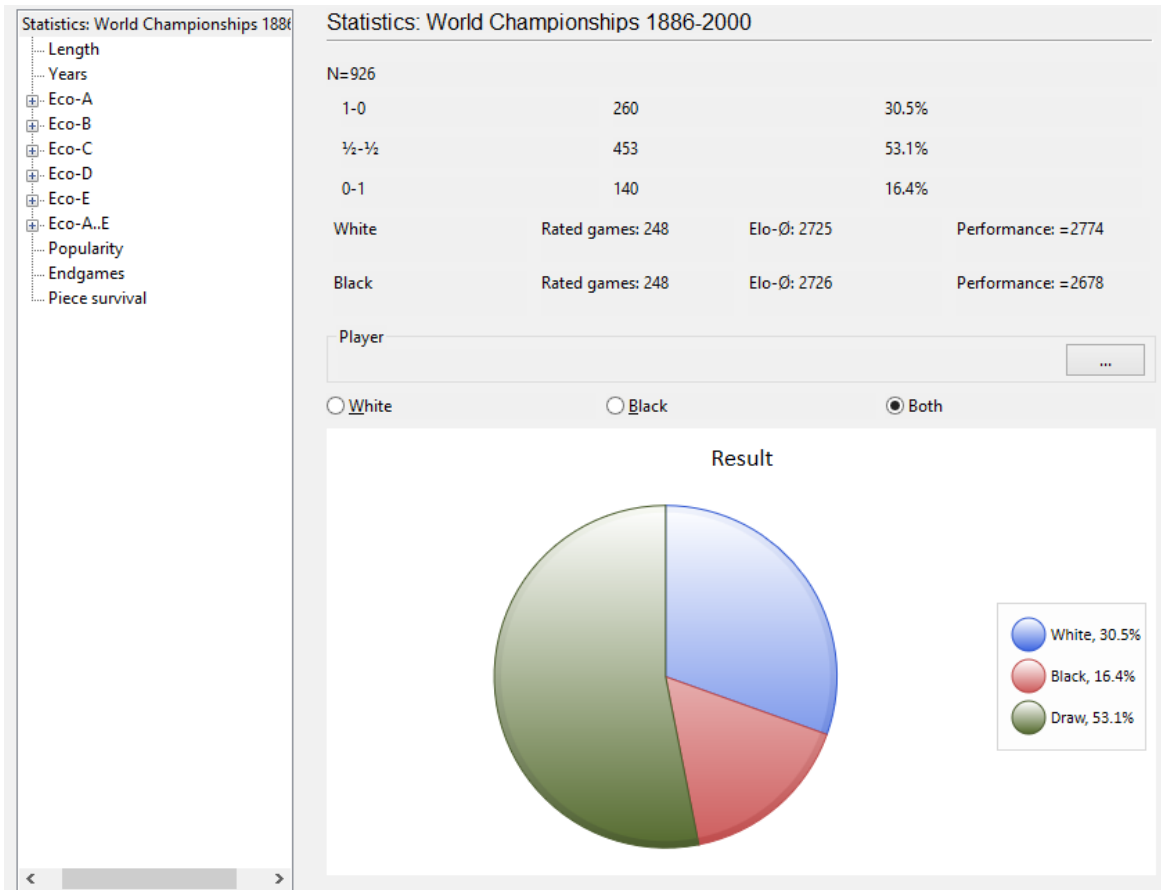 Statistics: World Championships 1886
Length
Years
Eco-A
Eco-B
Eco-C
Eco-D
Eco-E
Eco-A..E
Popularity
Endgames
Piece survival
Statistics: World Championships 1886-2000
N=926
1-0 260 30.5%
½-½ 453 53.1%
0-1 140 16.4%
White Rated games: 248 Elo-Ø: 2725 Performance: =2774
Black Rated games: 248 Elo-Ø: 2726 Performance: =2678
Player
...
White Black Both
Result
White, 30.5%
Black, 16.4%
Draw, 53.1%